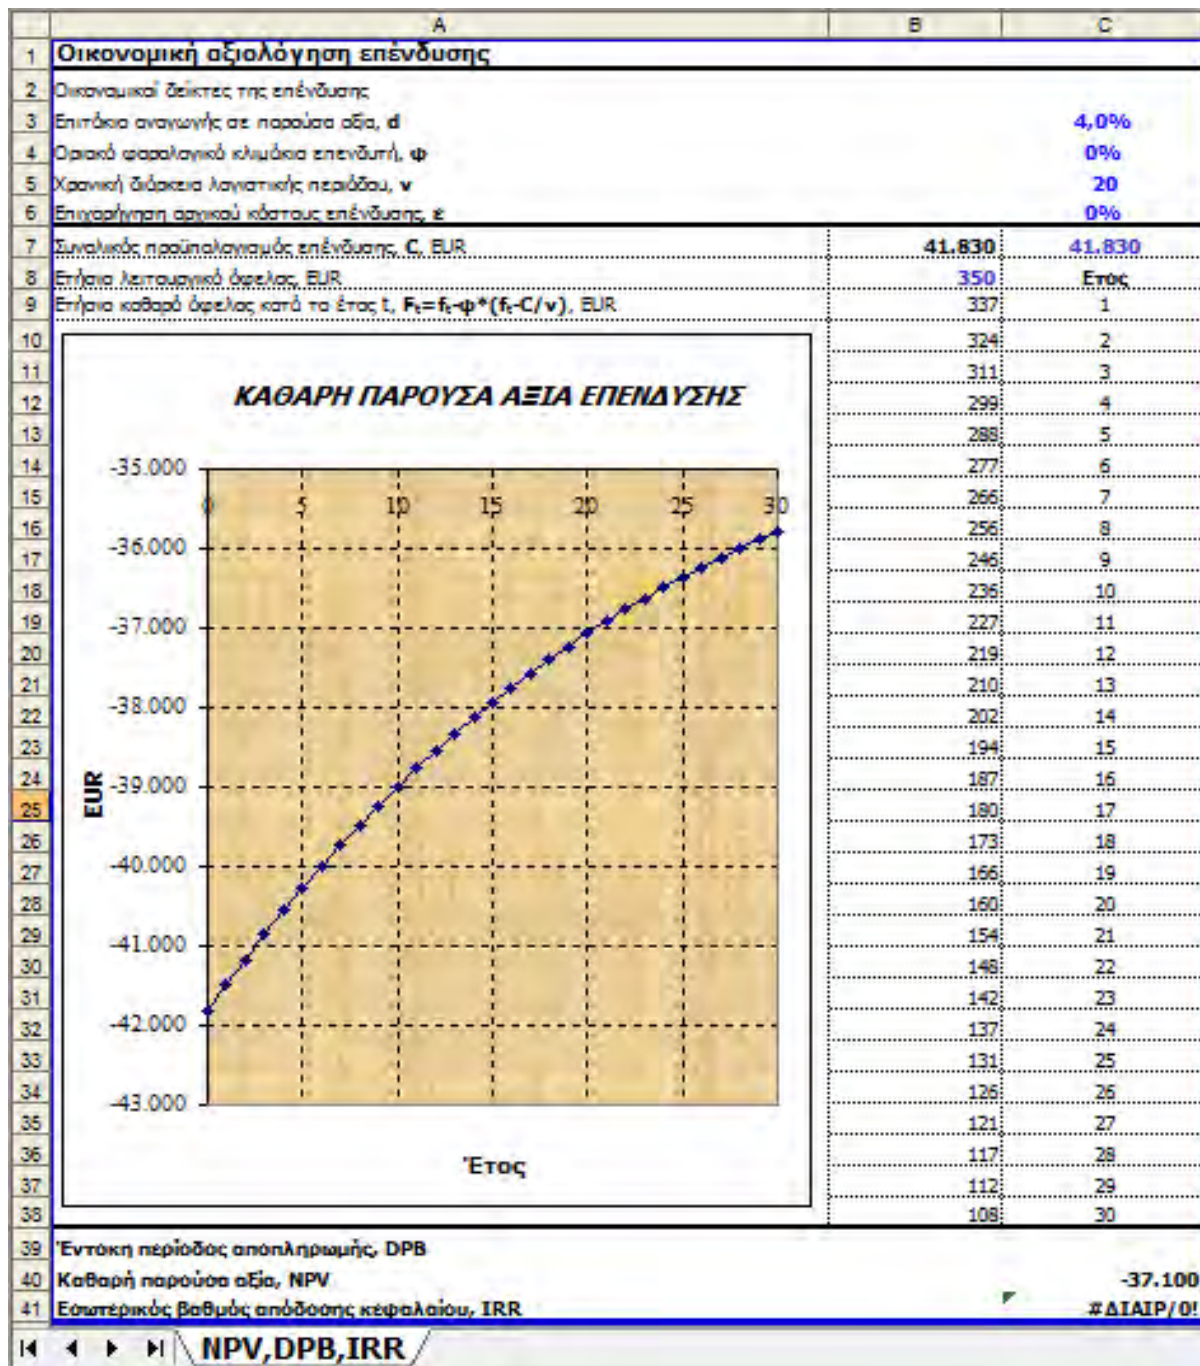 A B C
1 Οικονομική αξιολόγηση επένδυσης
2 Οικονομικοί δείκτες της επένδυσης
3 Επιτόκιο αναγωγής σε παρούσα αξία, d 4,0%
4 Οριακό φορολογικό κλιμάκιο επενδυτή, φ 0%
5 Χρονική διάρκεια λογιστικής περιόδου, ν 20
6 Επιχορήγηση αρχικού κόστους επένδυσης, ε 0%
7 Συνολικός προϋπολογισμός επένδυσης, C, EUR 41.830 41.830
8 Ετήσιο λειτουργικό όφελος, EUR 350 Ετος
9 Ετήσιο καθαρό όφελος κατά το έτος t, Ft=ft-φ*(ft-C/ν), EUR 337 1
10 324 2
11 311 3
ΚΑΘΑΡΗ ΠΑΡΟΥΣΑ ΑΞΙΑ ΕΠΕΝΔΥΣΗΣ
12 299 4
13 288 5
14 -35.000 277 6
15 0 5 10 15 20 25 30 266 7
16 -36.000 256 8
17 246 9
18 236 10
19 -37.000 227 11
20 219 12
21 210 13
22 -38.000 202 14
23 194 15
24 -39.000 187 16
EUR
25 180 17
26 -40.000 173 18
27 166 19
28 160 20
29 -41.000 154 21
30 148 22
31 142 23
32 -42.000 137 24
33 131 25
34 -43.000 126 26
35 121 27
36 Έτος 117 28
37 112 29
38 108 30
39 Έντοκη περίοδος αποπληρωμής, DPB
40 Καθαρή παρούσα αξία, NPV -37.100
41 Εσωτερικός βαθμός απόδοσης κεφαλαίου, IRR #ΔΙΑΙΡ/0!
NPV,DPB,IRR